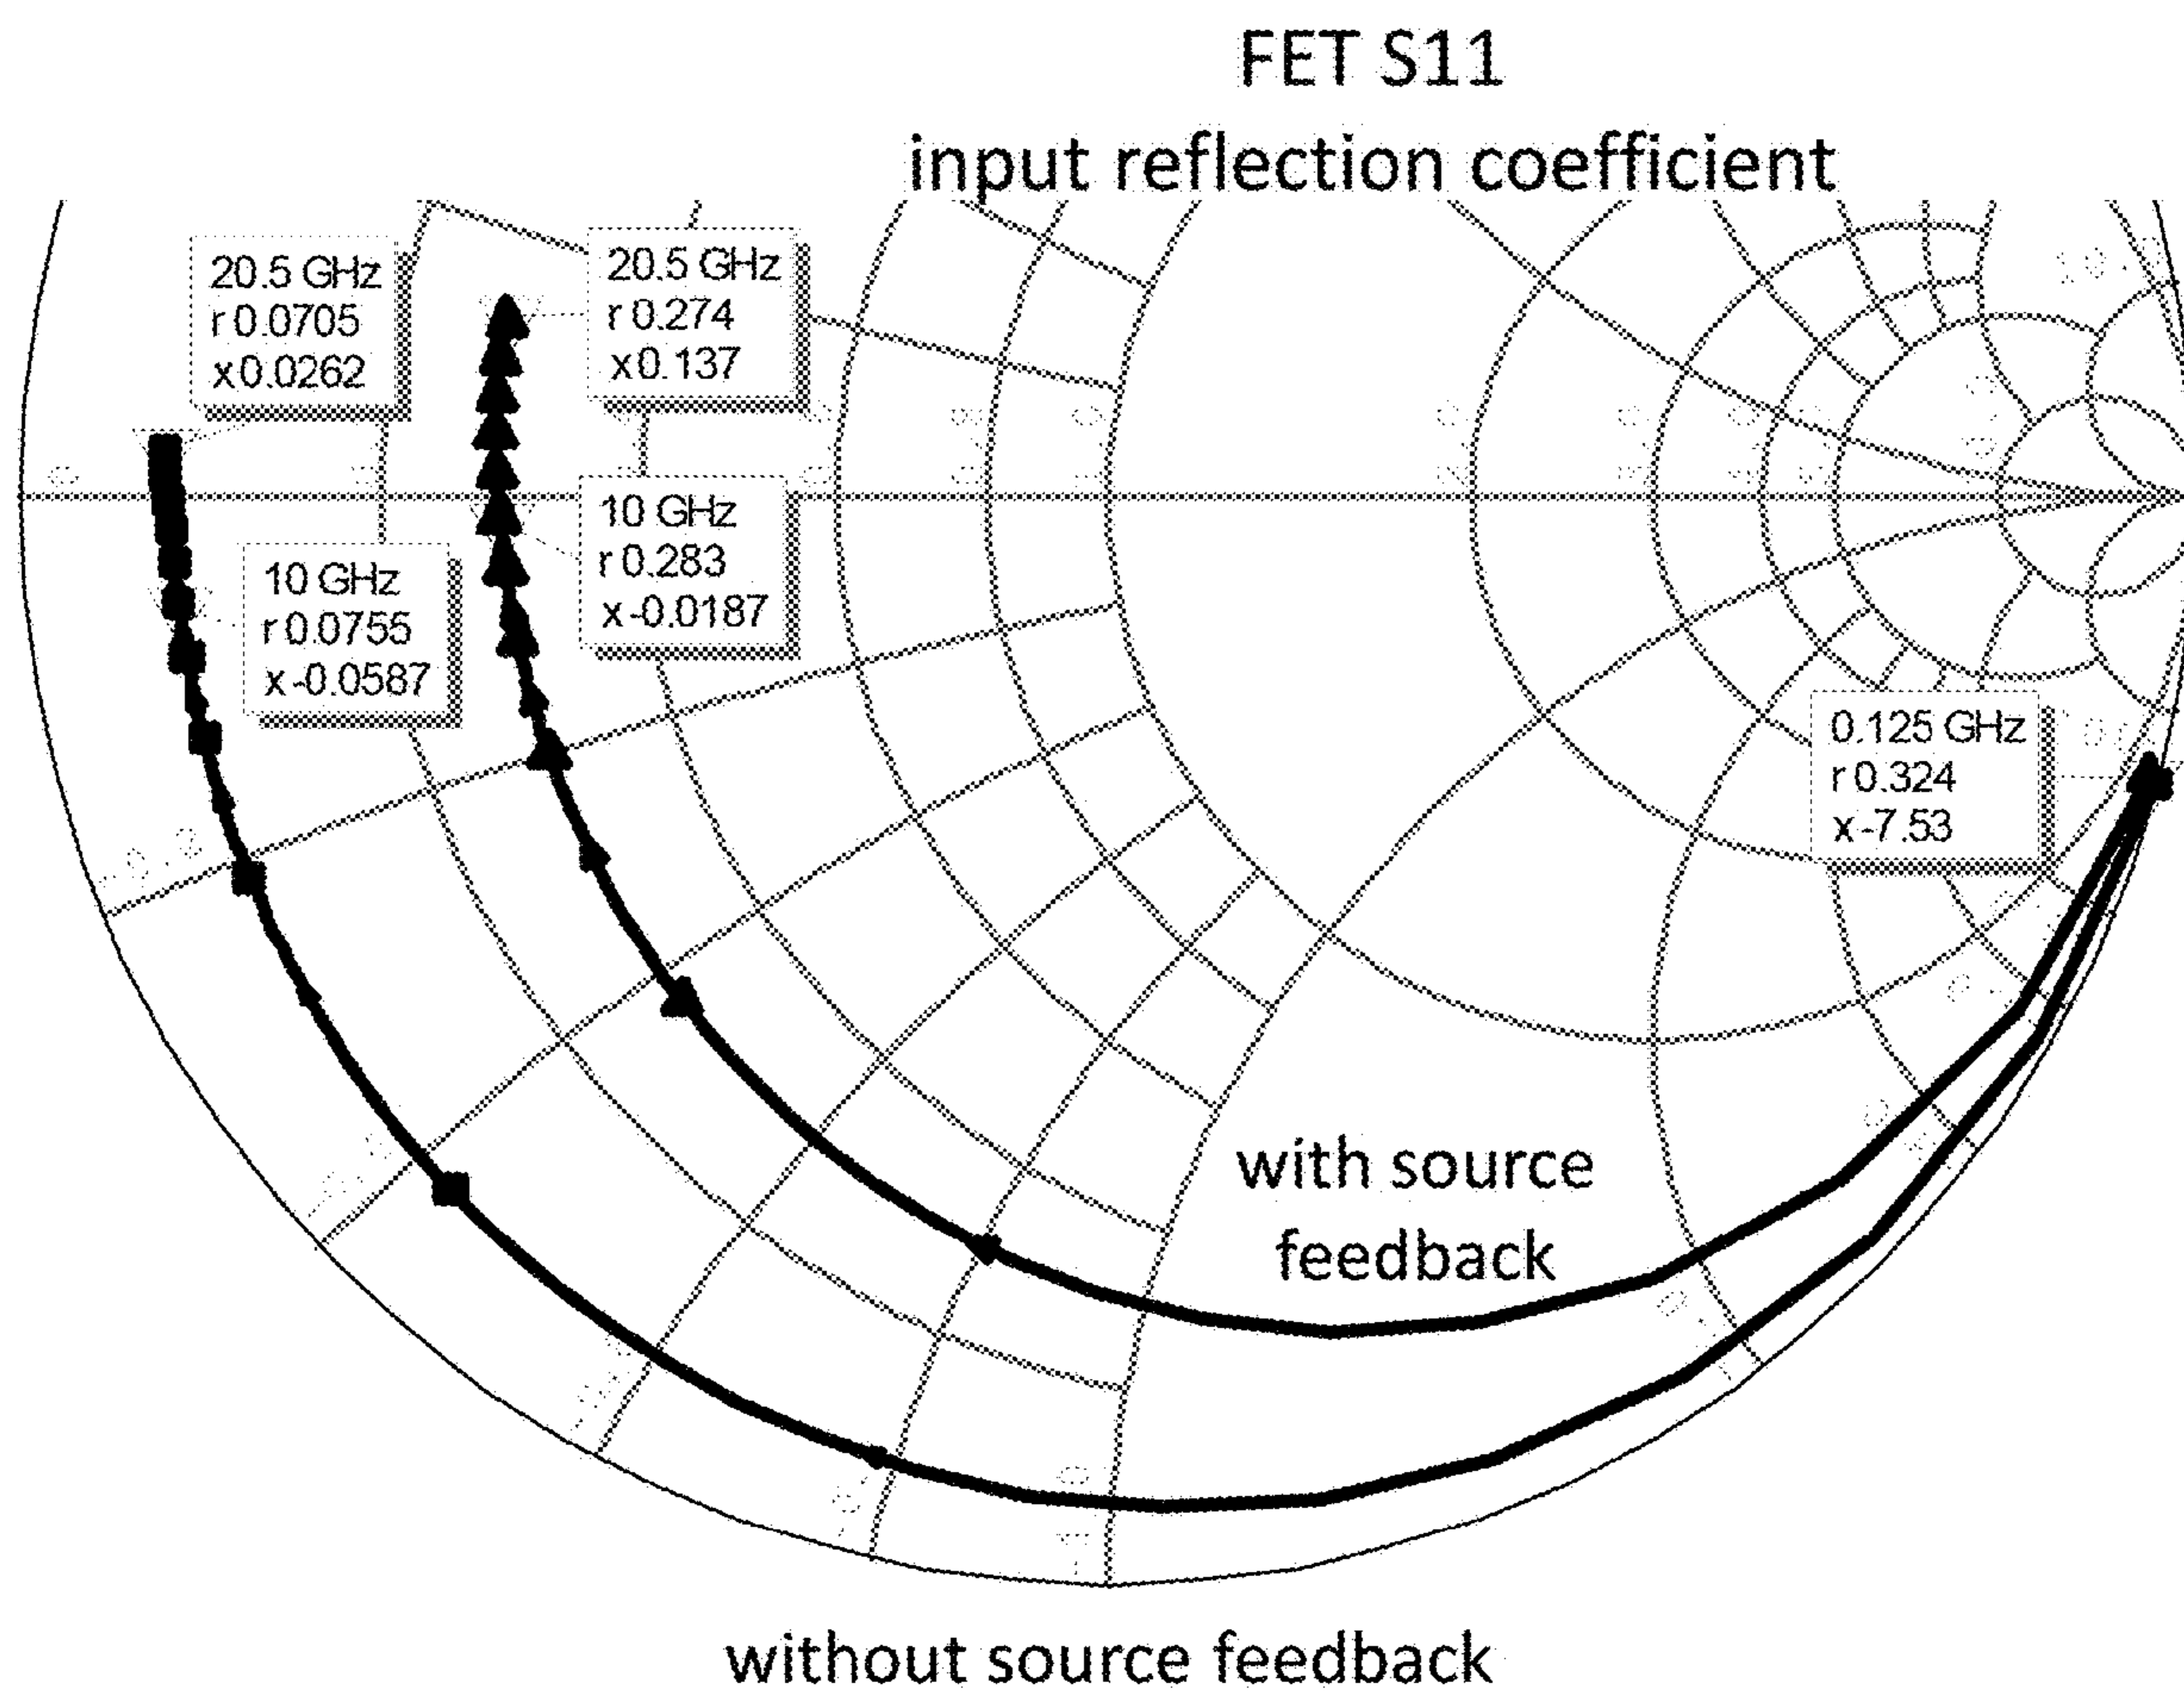 FET S11
input reflection coefficient
20.5 GHz
r 0.0705
x 0.0262
20.5 GHz
r 0.274
x 0.137
10 GHz
r 0.283
x -0.0187
10 GHz
r 0.0755
x -0.0587
0.125 GHz
r 0.324
x -7.53
with source
feedback
without source feedback